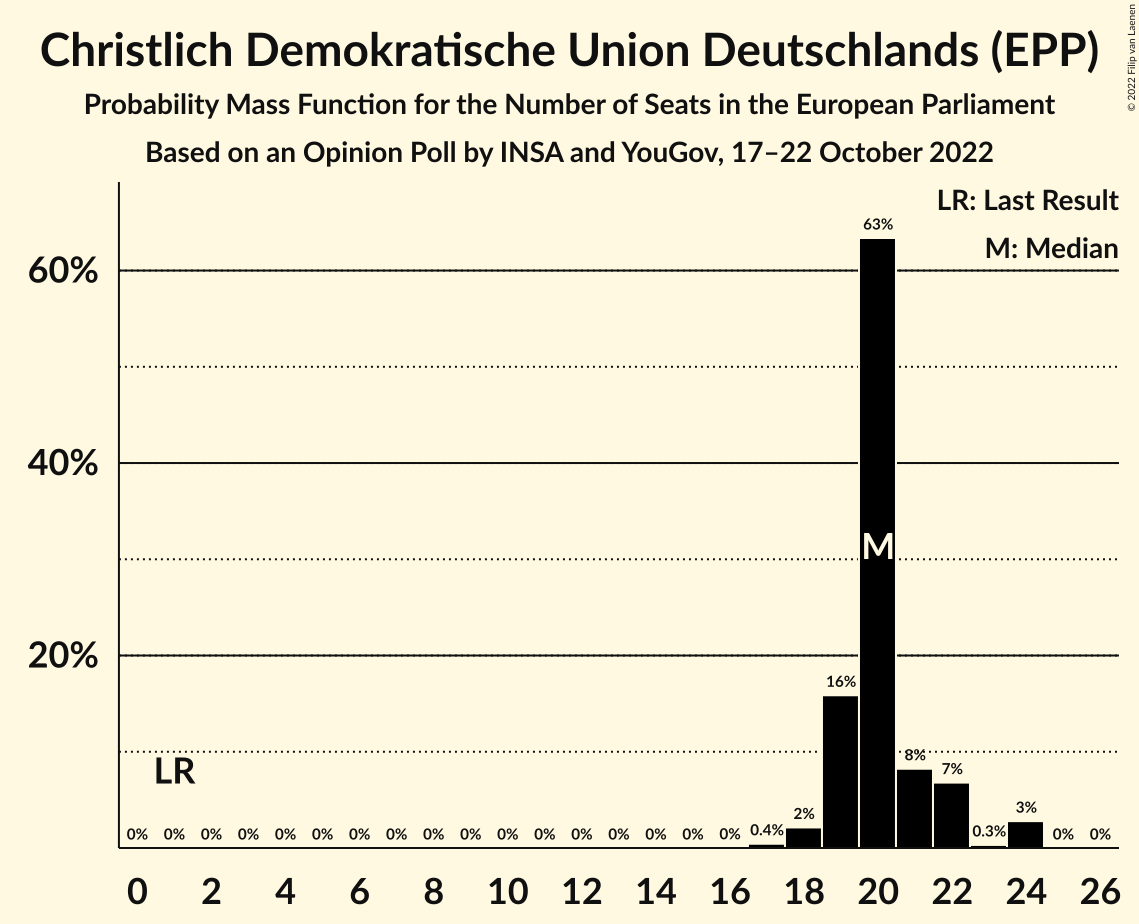 Christlich Demokratische Union Deutschlands (EPP)
Probability Mass Function for the Number of Seats in the European Parliament
Based on an Opinion Poll by INSA and YouGov, 17–22 October 2022
© 2022 Filip van Laenen
LR: Last Result
M: Median
63%
60%
40%
M
20%
16%
8%
7%
LR
3%
2%
0% 0% 0% 0% 0% 0% 0% 0% 0% 0% 0% 0% 0% 0% 0% 0% 0% 0.4% 0.3% 0% 0%
0 2 4 6 8 10 12 14 16 18 20 22 24 26